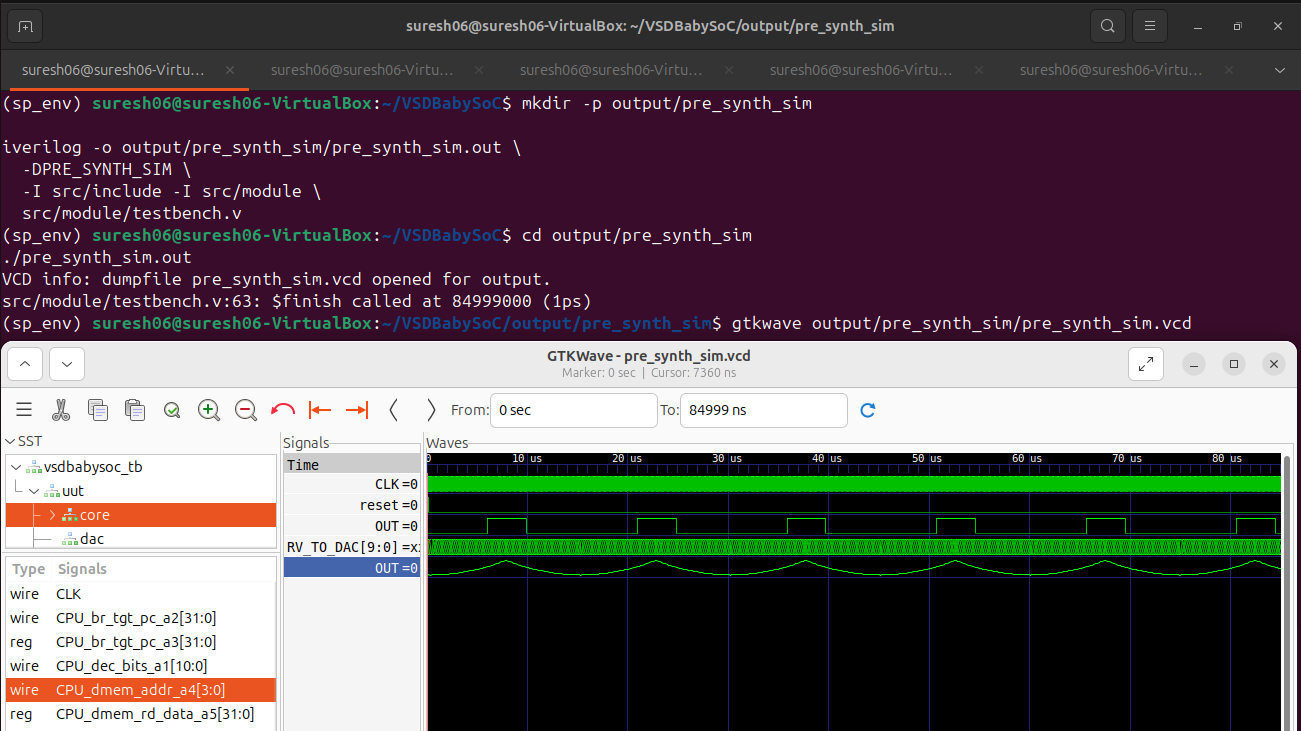 suresh06@suresh06-VirtualBox: ~/VSDBabySoC/output/pre_synth_sim
suresh06@suresh06-Virtu... suresh06@suresh06-Virtu... suresh06@suresh06-Virtu... suresh06@suresh06-Virtu... suresh06@suresh06-Virtu...
(sp_env) suresh06@suresh06-VirtualBox:~/VSDBabySoC$ mkdir -p output/pre_synth_sim
iverilog -o output/pre_synth_sim/pre_synth_sim.out \
-DPRE_SYNTH_SIM \
-I src/include -I src/module \
src/module/testbench.v
(sp_env) suresh06@suresh06-VirtualBox:~/VSDBabySoC$ cd output/pre_synth_sim
./pre_synth_sim.out
VCD info: dumpfile pre_synth_sim.vcd opened for output.
src/module/testbench.v:63: $finish called at 84999000 (1ps)
(sp_env) suresh06@suresh06-VirtualBox:~/VSDBabySoC/output/pre_synth_sim$ gtkwave output/pre_synth_sim/pre_synth_sim.vcd
GTKWave - pre_synth_sim.vcd
Marker: 0 sec | Cursor: 7360 ns
From: 0 sec To: 84999 ns
SST
vsdbabysoc_tb
uut
core
dac
Type Signals
wire CLK
wire CPU_br_tgt_pc_a2[31:0]
reg CPU_br_tgt_pc_a3[31:0]
wire CPU_dec_bits_a1[10:0]
wire CPU_dmem_addr_a4[3:0]
reg CPU_dmem_rd_data_a5[31:0]
Signals
Time
CLK=0
reset=0
OUT=0
RV_TO_DAC[9:0]=x
OUT=0
Waves
0 10 us 20 us 30 us 40 us 50 us 60 us 70 us 80 us